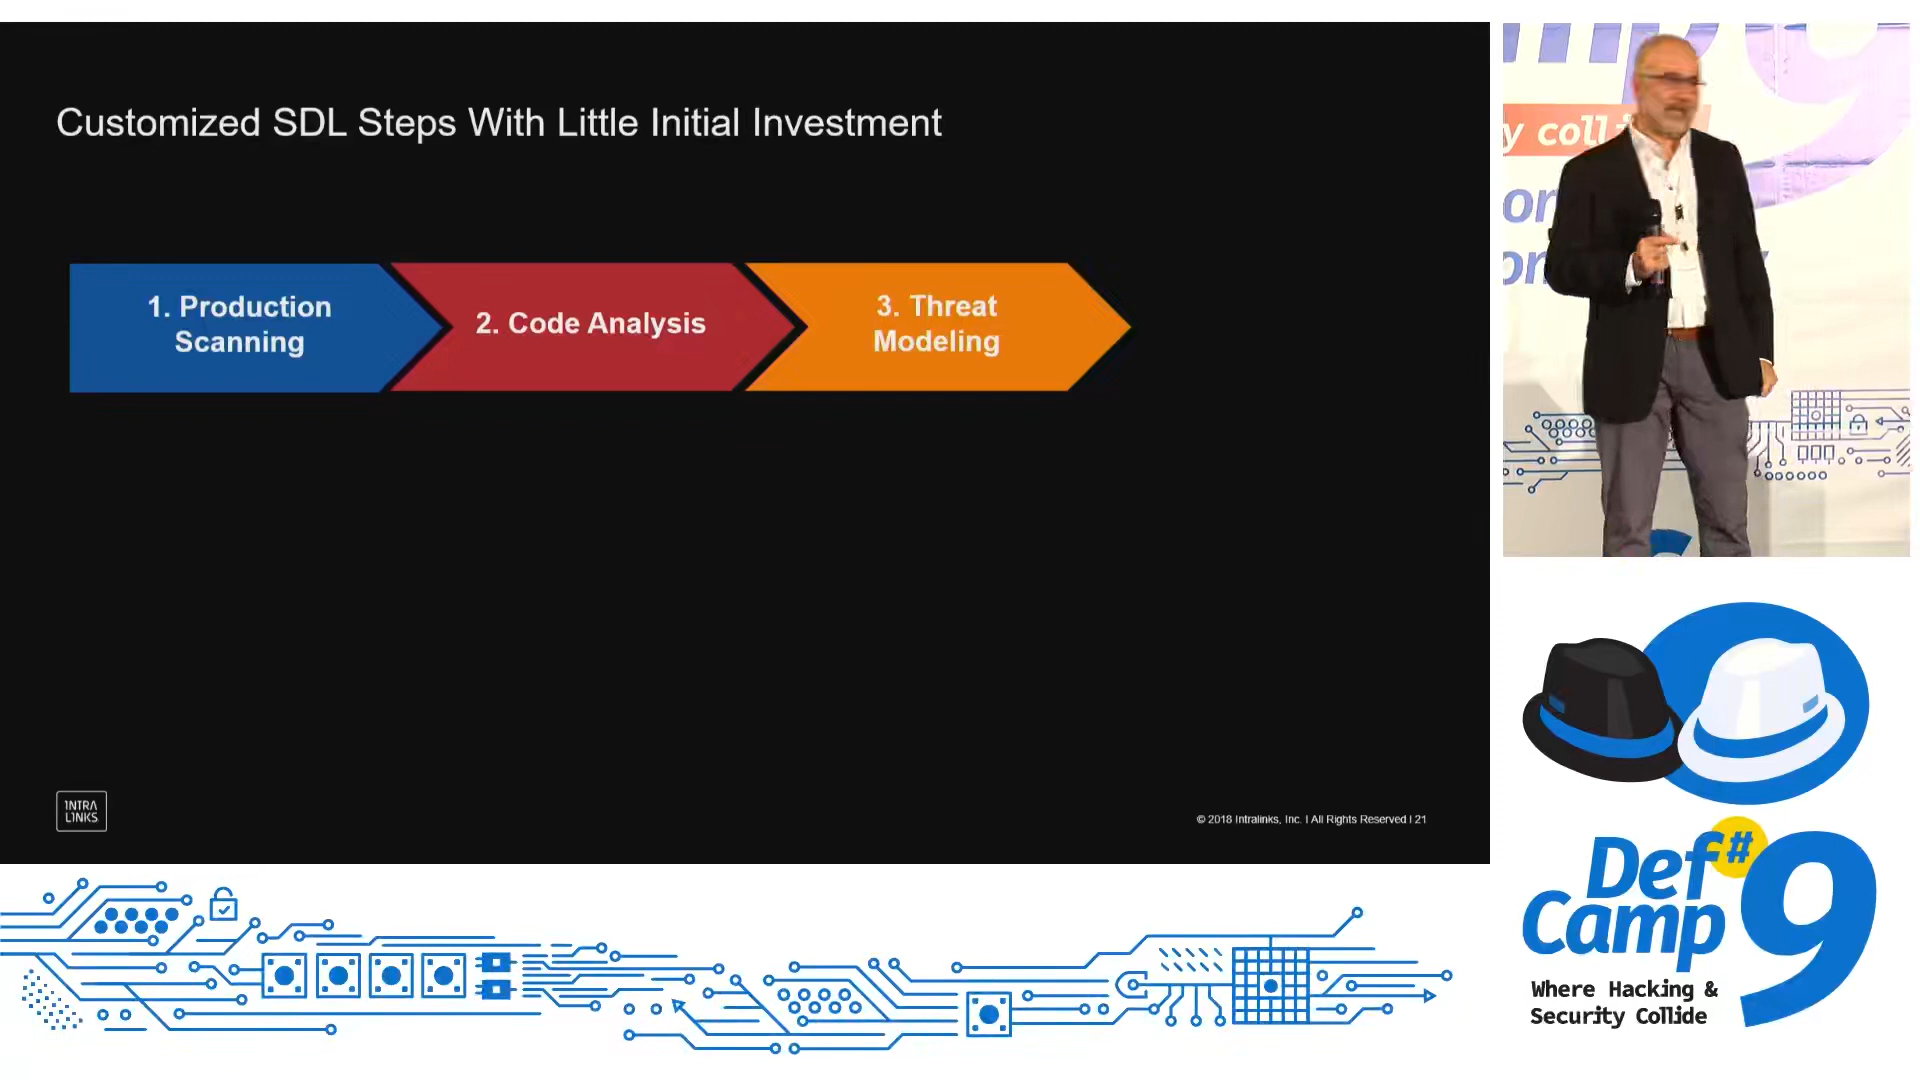 Customized SDL Steps With Little Initial Investment
1. Production
Scanning
2. Code Analysis
3. Threat
Modeling
INTRA
LINKS
© 2018 Intralinks, Inc. I All Rights Reserved I 21
y colli
Def
#
Camp
9
Where Hacking &
Security Collide